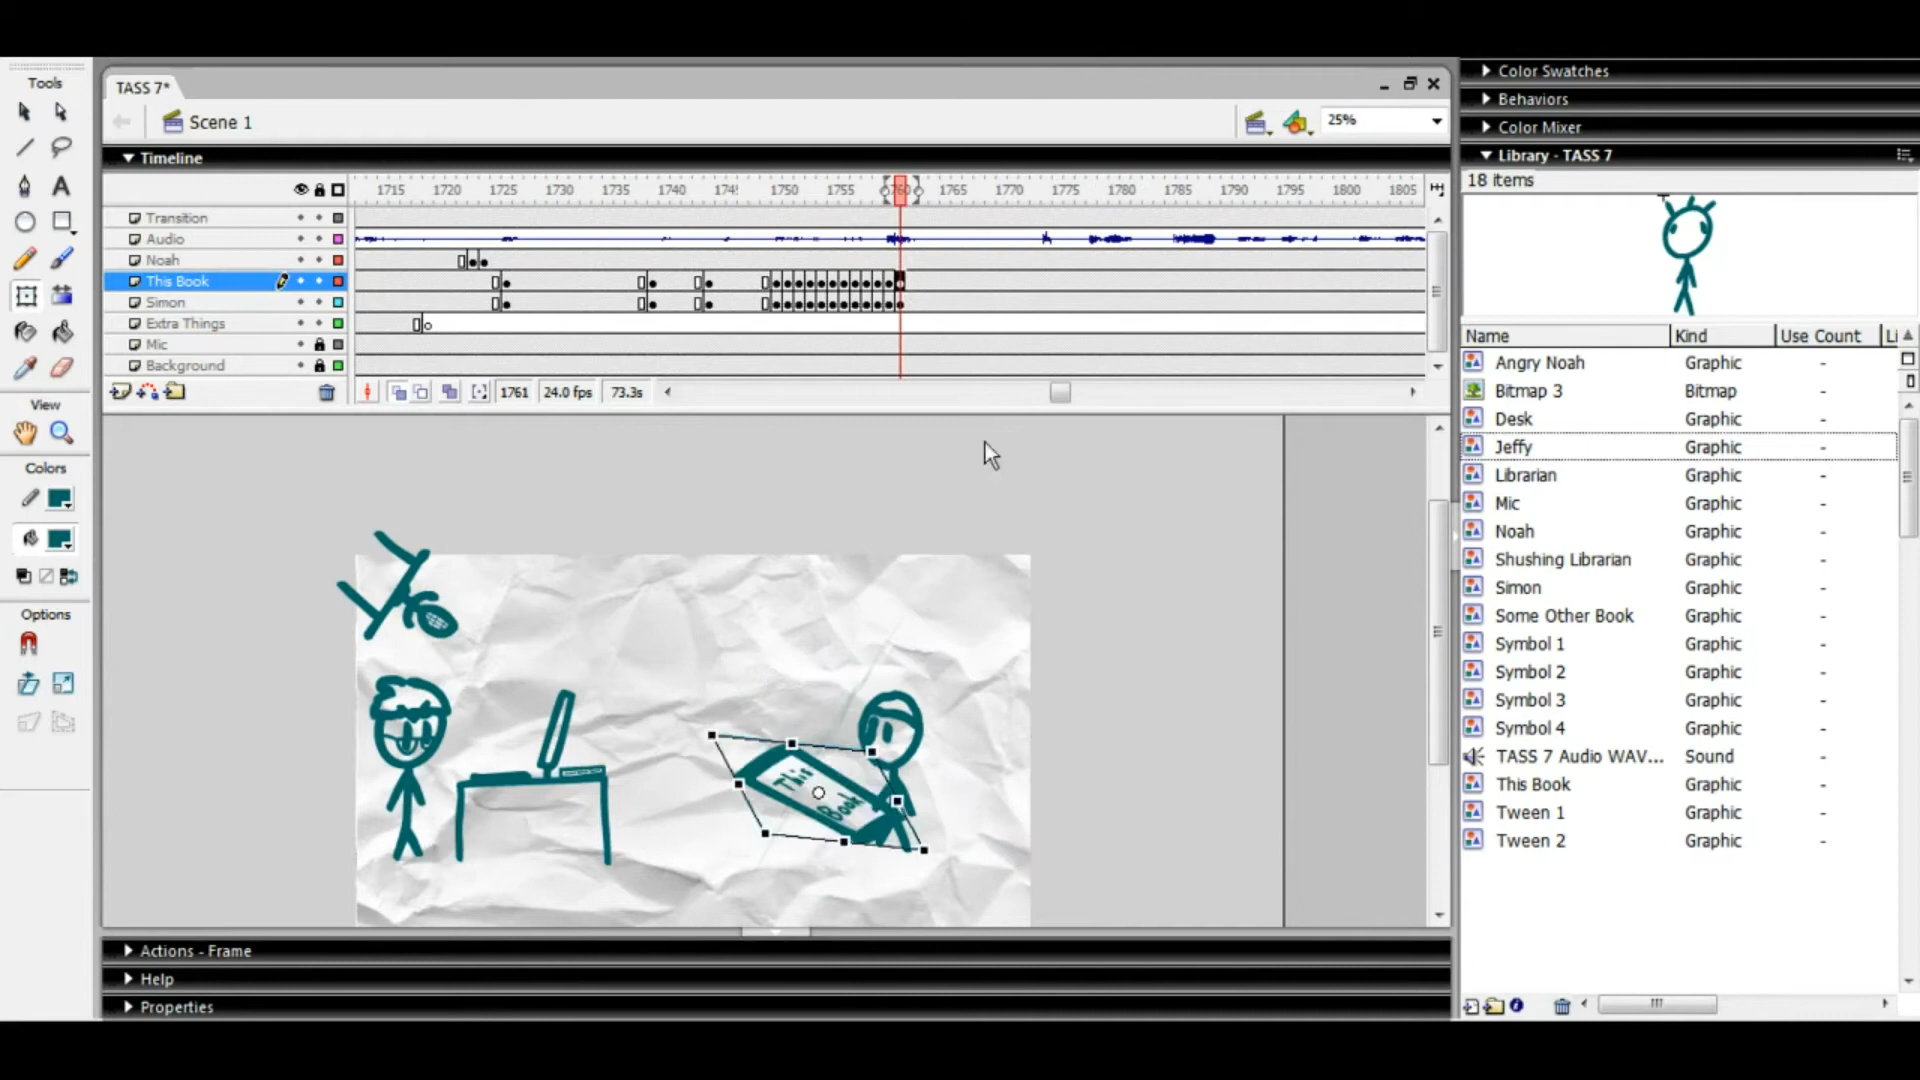 Tools
TASS 7*
Scene 1
25%
Timeline
1715 1720 1725 1730 1735 1740 1750 1755 1760 1765 1770 1775 1780 1785 1790 1795 1800 1805
Transition
Audio
Noah
This Book
Simon
Extra Things
Mic
Background
1761 24.0 fps 73.3s
View
Colors
Options
This
Book
Actions - Frame
Help
Properties
Color Swatches
Behaviors
Color Mixer
Library - TASS 7
18 items
Name Kind Use Count Li
Angry Noah Graphic -
Bitmap 3 Bitmap -
Desk Graphic -
Jeffy Graphic -
Librarian Graphic -
Mic Graphic -
Noah Graphic -
Shushing Librarian Graphic -
Simon Graphic -
Some Other Book Graphic -
Symbol 1 Graphic -
Symbol 2 Graphic -
Symbol 3 Graphic -
Symbol 4 Graphic -
TASS 7 Audio WAV... Sound -
This Book Graphic -
Tween 1 Graphic -
Tween 2 Graphic -